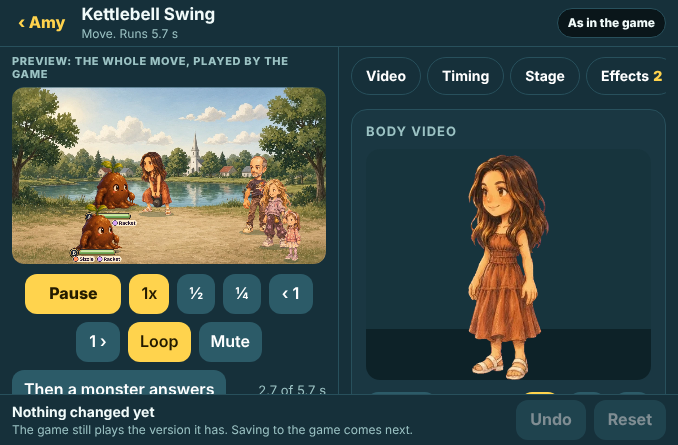 ‹ Amy
Kettlebell Swing
Move. Runs 5.7 s
As in the game
PREVIEW: THE WHOLE MOVE, PLAYED BY THE
GAME
Racket
Sizzle Racket
Pause 1x ½ ¼ ‹ 1
1 › Loop Mute
Then a monster answers 2.7 of 5.7 s
Video Timing Stage Effects 2
BODY VIDEO
Nothing changed yet
The game still plays the version it has. Saving to the game comes next.
Undo Reset